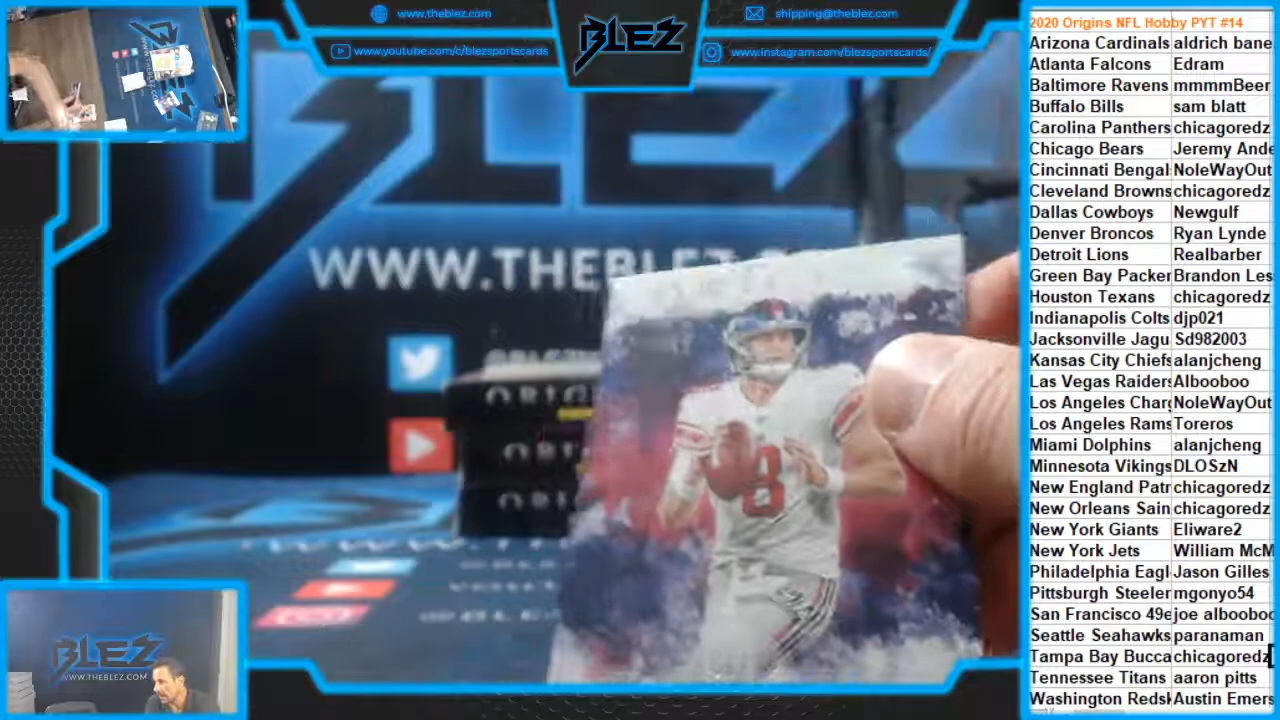 www.theblez.com
www.youtube.com/c/blezsportscards
BLEZ
shipping@theblez.com
www.instagram.com/blezsportscards/
BLEZ
WWW.THEBLEZ.C
ORIG
ORI
ORI
8
BLEZ
WWW.THEBLEZ.COM
2020 Origins NFL Hobby PYT #14
Arizona Cardinals aldrich bane
Atlanta Falcons Edram
Baltimore Ravens mmmmBeer
Buffalo Bills sam blatt
Carolina Panthers chicagoredz
Chicago Bears Jeremy Ande
Cincinnati Bengal NoleWayOut
Cleveland Browns chicagoredz
Dallas Cowboys Newgulf
Denver Broncos Ryan Lynde
Detroit Lions Realbarber
Green Bay Packer Brandon Les
Houston Texans chicagoredz
Indianapolis Colts djp021
Jacksonville Jagu Sd982003
Kansas City Chiefs alanjcheng
Las Vegas Raiders Albooboo
Los Angeles Charg NoleWayOut
Los Angeles Rams Toreros
Miami Dolphins alanjcheng
Minnesota Vikings DLOSzN
New England Patr chicagoredz
New Orleans Sain chicagoredz
New York Giants Eliware2
New York Jets William McM
Philadelphia Eagl Jason Gilles
Pittsburgh Steeler mgonyo54
San Francisco 49e joe alboobo
Seattle Seahawks paranaman
Tampa Bay Bucca chicagoredz
Tennessee Titans aaron pitts
Washington Redsk Austin Emers